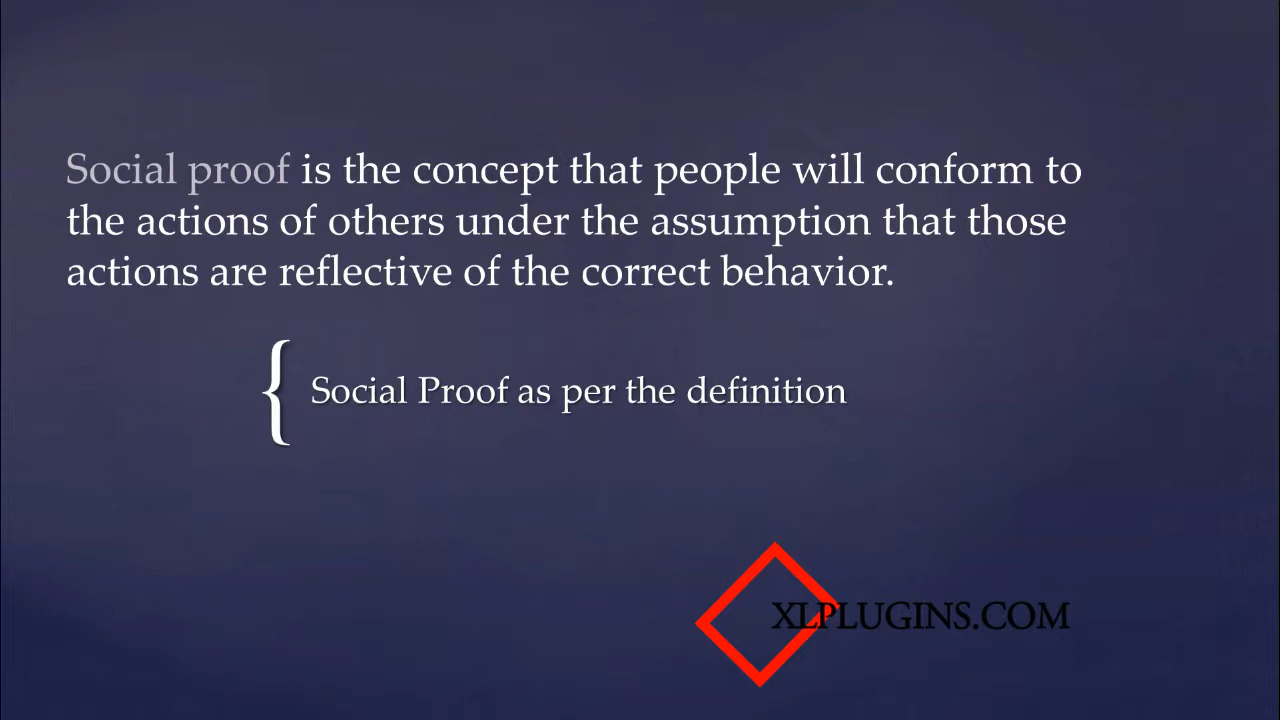 Social proof is the concept that people will conform to
the actions of others under the assumption that those
actions are reflective of the correct behavior.
{ Social Proof as per the definition
XLPLUGINS.COM